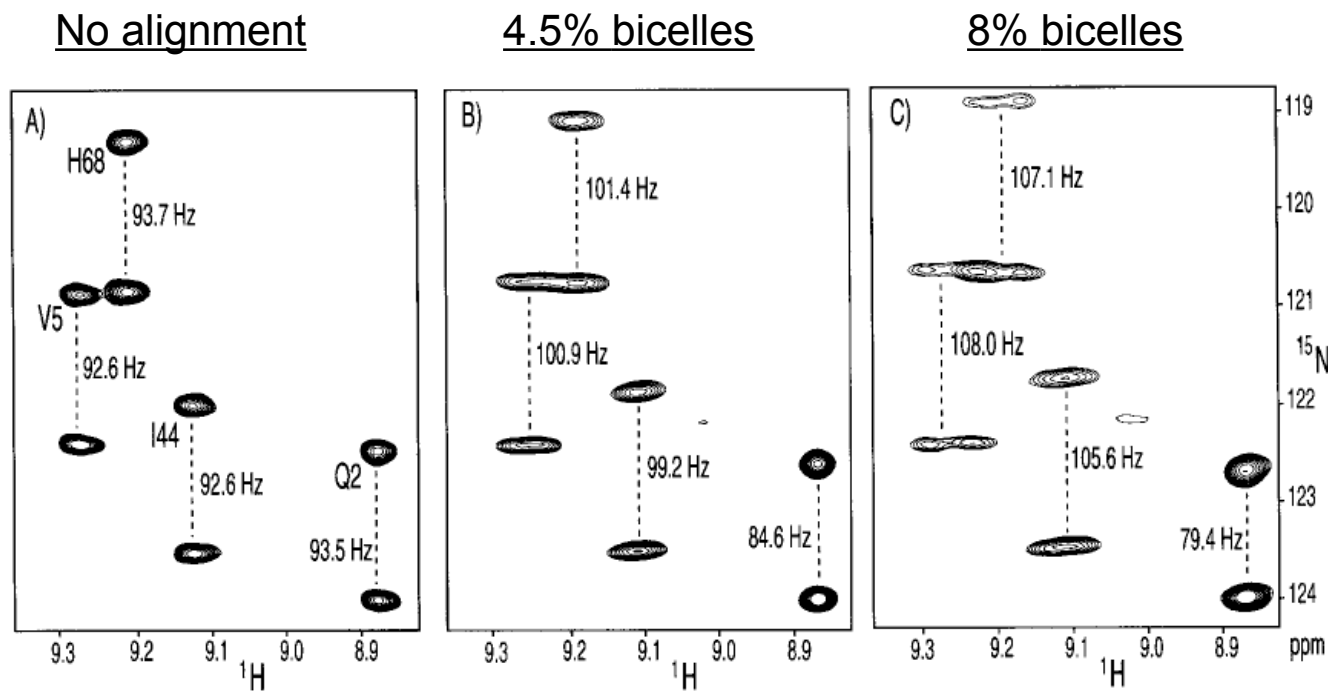 No alignment
4.5% bicelles
8% bicelles
A)
H68
93.7 Hz
V5
92.6 Hz
I44
92.6 Hz
Q2
93.5 Hz
9.3 9.2 9.1 9.0 8.9
1H
B)
101.4 Hz
100.9 Hz
99.2 Hz
84.6 Hz
9.3 9.2 9.1 9.0 8.9
1H
C)
107.1 Hz
108.0 Hz
105.6 Hz
79.4 Hz
9.3 9.2 9.1 9.0 8.9 ppm
1H
119
120
121
15N
122
123
124